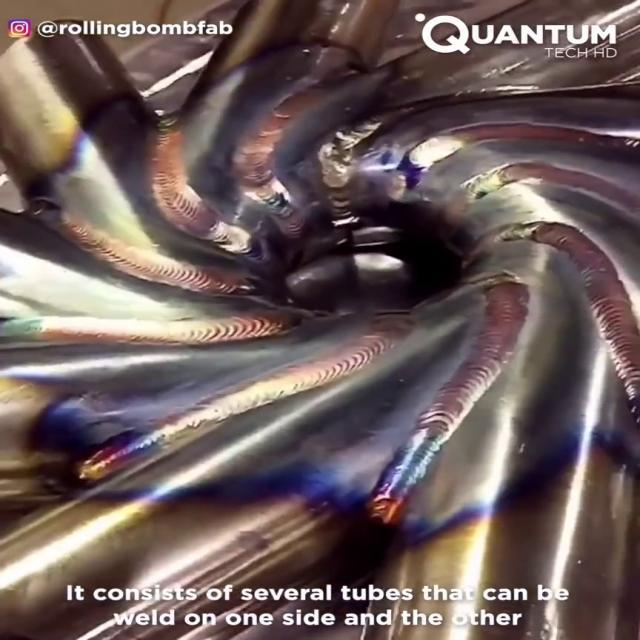 @rollingbombfab
QUANTUM
TECH HD
It consists of several tubes that can be
weld on one side and the other